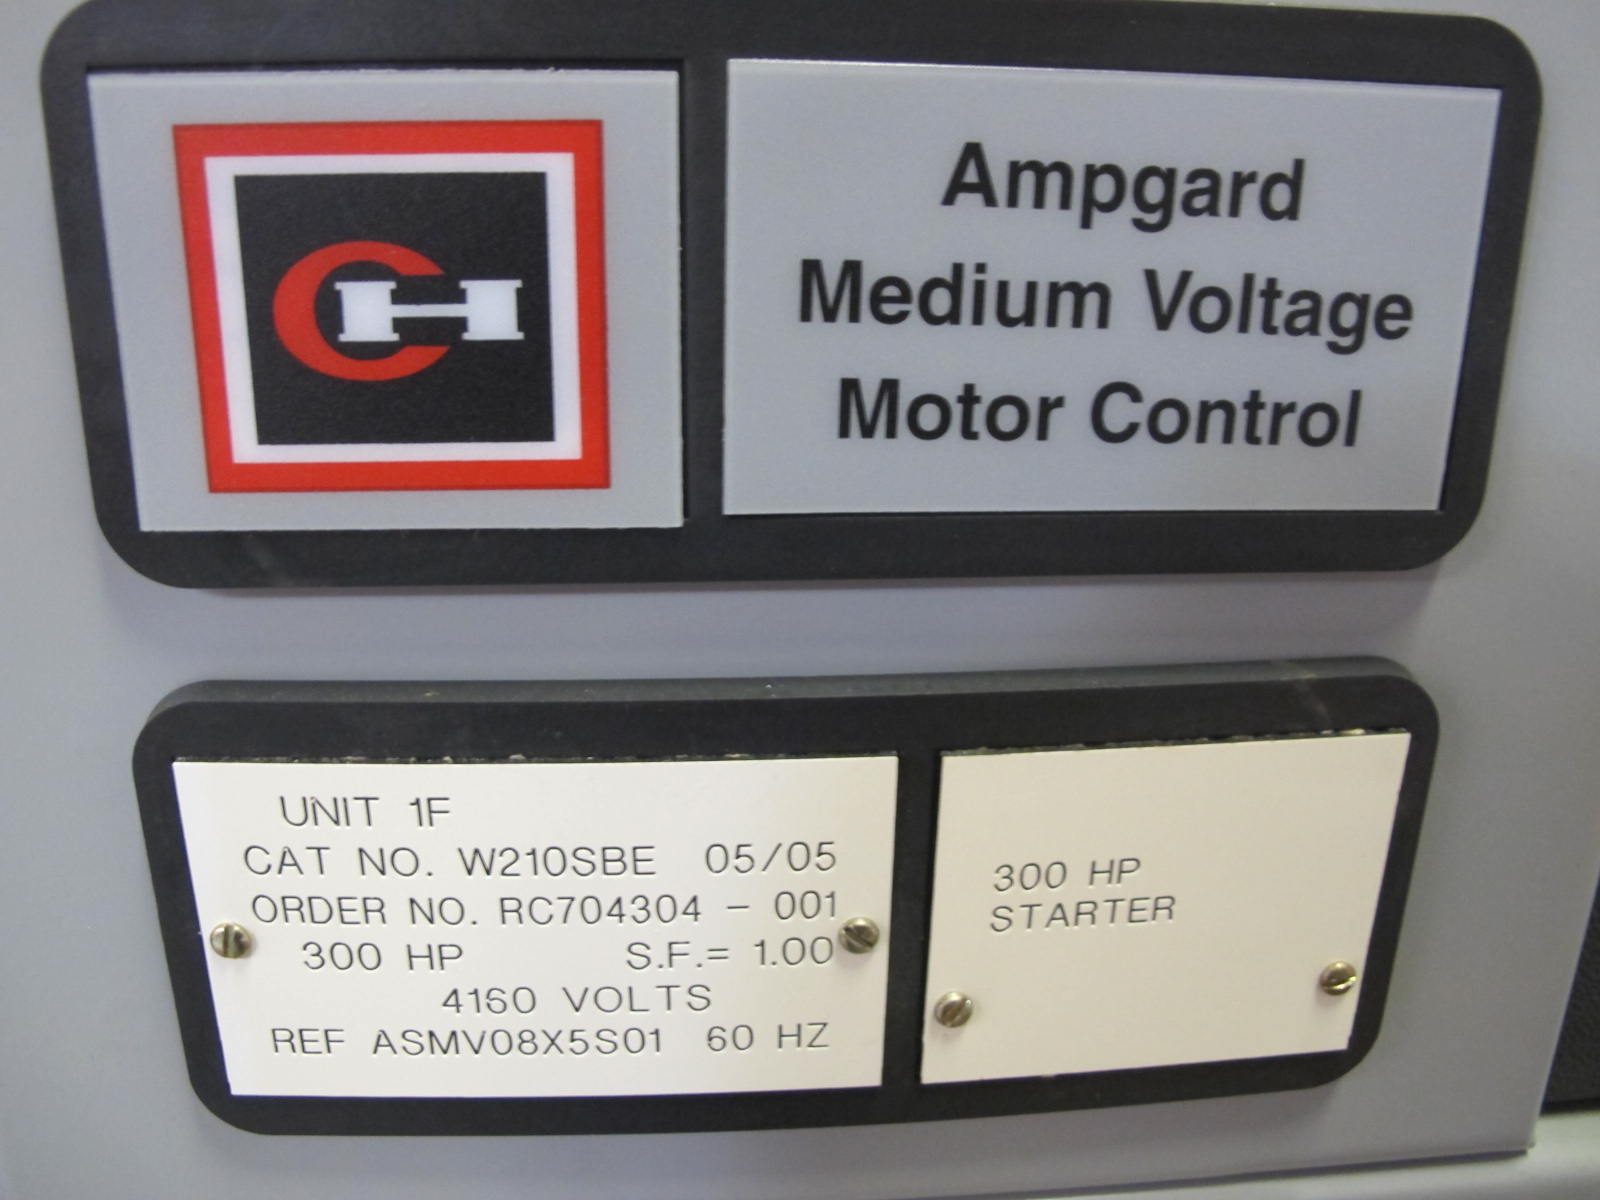 CH
Ampgard
Medium Voltage
Motor Control
UNIT 1F
CAT NO. W210SBE 05/05
ORDER NO. RC704304 - 001
300 HP S.F.= 1.00
4160 VOLTS
REF ASMV08X5S01 60 HZ
300 HP
STARTER